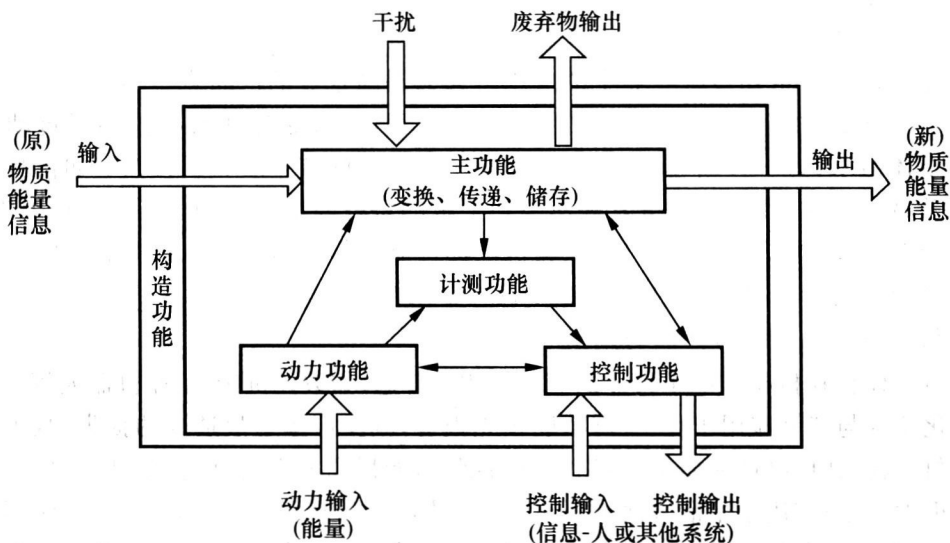 干扰
废弃物输出
(原)
物质
能量
信息
输入
主功能
(变换、传递、储存)
输出
(新)
物质
能量
信息
构造功能
计测功能
动力功能
控制功能
动力输入
(能量)
控制输入
控制输出
(信息-人或其他系统)